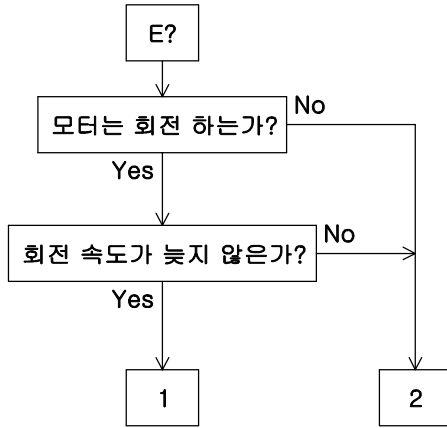 E?
모터는 회전 하는가?
No
Yes
회전 속도가 늦지 않은가?
No
Yes
1
2